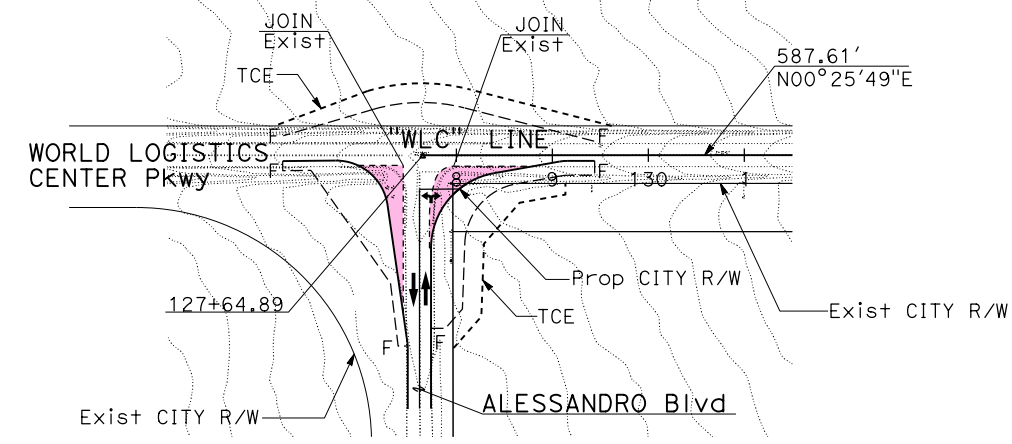 JOIN
Exist
JOIN
Exist
587.61'
N00°25'49"E
TCE
F
F
"WLC" LINE
WORLD LOGISTICS
CENTER Pkwy
F
F
8
9
130
1
Prop CITY R/W
127+64.89
TCE
Exist CITY R/W
F
F
ALESSANDRO Blvd
Exist CITY R/W